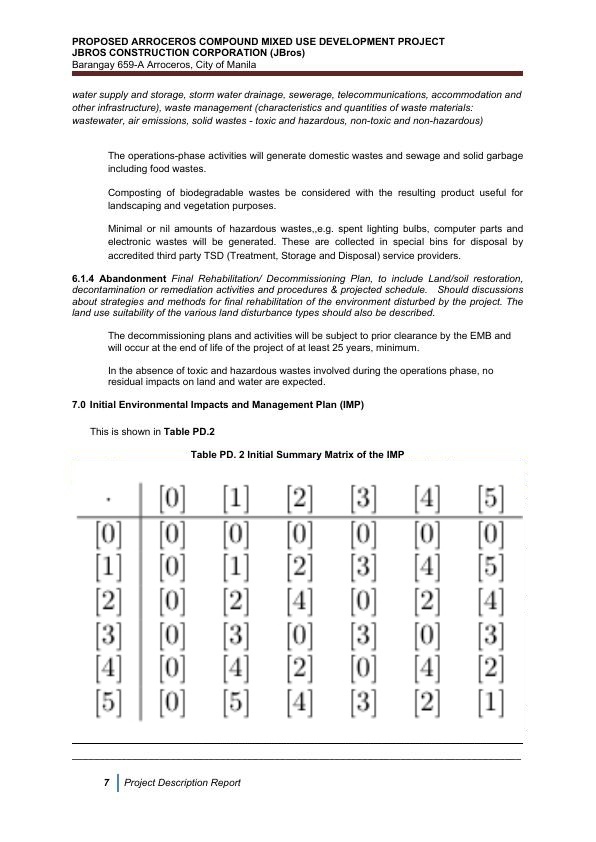 PROPOSED ARROCEROS COMPOUND MIXED USE DEVELOPMENT PROJECT
JBROS CONSTRUCTION CORPORATION (JBros)
Barangay 659-A Arroceros, City of Manila
water supply and storage, storm water drainage, sewerage, telecommunications, accommodation and
other infrastructure), waste management (characteristics and quantities of waste materials:
wastewater, air emissions, solid wastes - toxic and hazardous, non-toxic and non-hazardous)
The operations-phase activities will generate domestic wastes and sewage and solid garbage
including food wastes.
Composting of biodegradable wastes be considered with the resulting product useful for
landscaping and vegetation purposes.
Minimal or nil amounts of hazardous wastes,,e.g. spent lighting bulbs, computer parts and
electronic wastes will be generated. These are collected in special bins for disposal by
accredited third party TSD (Treatment, Storage and Disposal) service providers.
6.1.4 Abandonment Final Rehabilitation/ Decommissioning Plan, to include Land/soil restoration,
decontamination or remediation activities and procedures & projected schedule. Should discussions
about strategies and methods for final rehabilitation of the environment disturbed by the project. The
land use suitability of the various land disturbance types should also be described.
The decommissioning plans and activities will be subject to prior clearance by the EMB and
will occur at the end of life of the project of at least 25 years, minimum.
In the absence of toxic and hazardous wastes involved during the operations phase, no
residual impacts on land and water are expected.
7.0 Initial Environmental Impacts and Management Plan (IMP)
This is shown in Table PD.2
Table PD. 2 Initial Summary Matrix of the IMP
· [0] [1] [2] [3] [4] [5]
[0] [0] [0] [0] [0] [0] [0]
[1] [0] [1] [2] [3] [4] [5]
[2] [0] [2] [4] [0] [2] [4]
[3] [0] [3] [0] [3] [0] [3]
[4] [0] [4] [2] [0] [4] [2]
[5] [0] [5] [4] [3] [2] [1]
7 Project Description Report